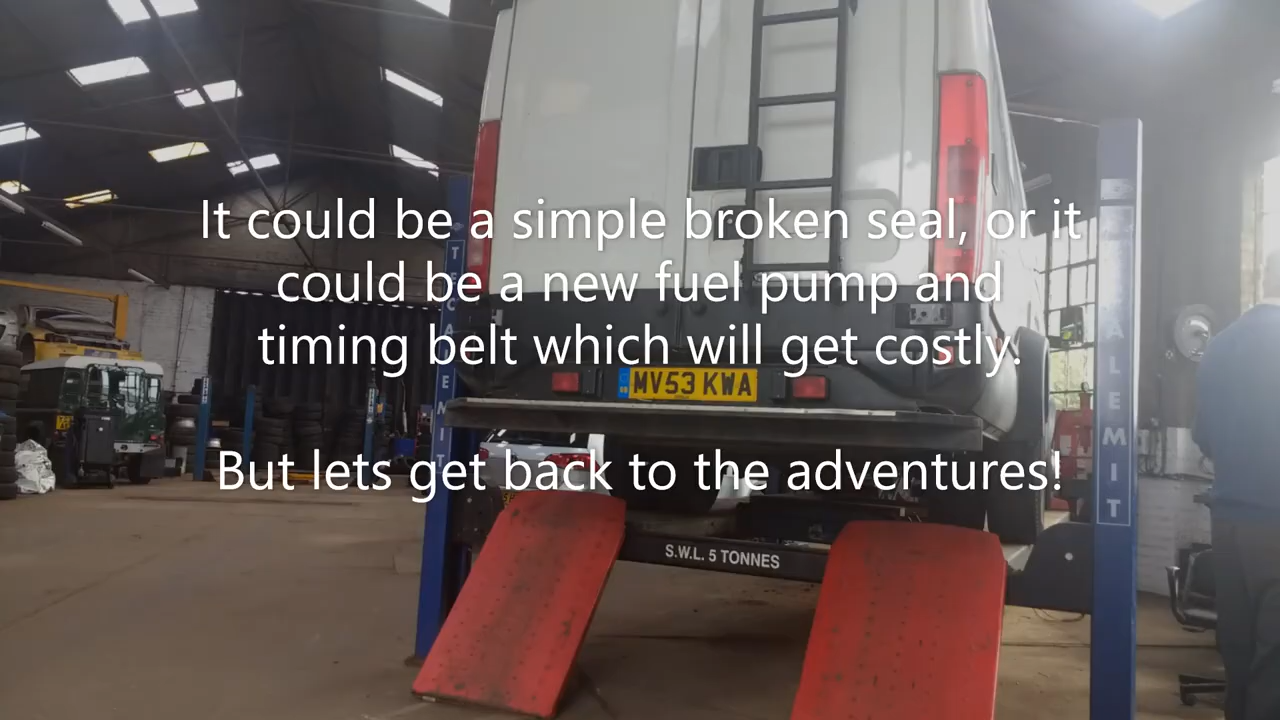 It could be a simple broken seal, or it
could be a new fuel pump and
timing belt which will get costly.
But lets get back to the adventures!
MV53 KWA
S.W.L. 5 TONNES
TECALEMIT
TECALEMIT